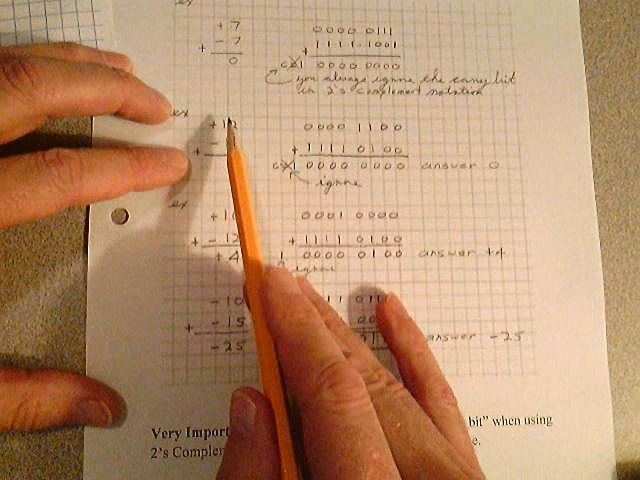 ex
+ 7 0000 0111
+ - 7 + 1111 1001
0 c=1 0000 0000
you always ignore the carry bit
in 2's complement notation
ex
+12 0000 1100
+ - + 1111 0100
c=1 0000 0000 answer 0
ignore
ex
+16 0001 0000
+ - 12 + 1111 0100
+ 4 1 0000 0100 answer +4
ignore
- 10
+ - 15
- 25 answer -25
Very Import bit" when using
2's Complem e.